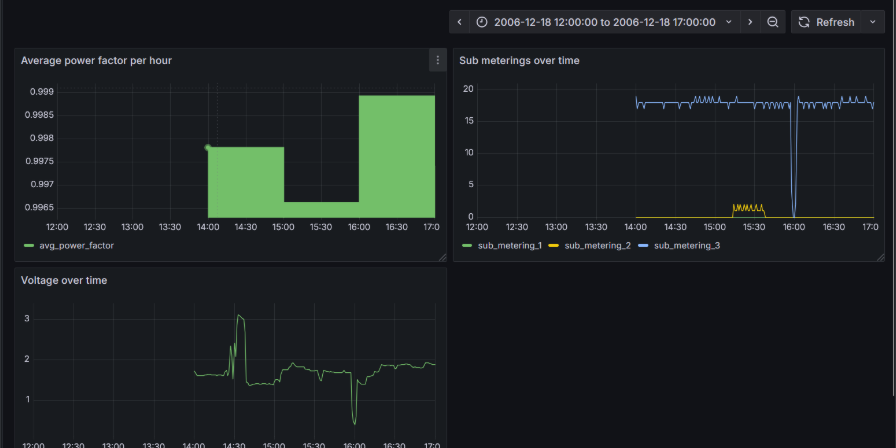 2006-12-18 12:00:00 to 2006-12-18 17:00:00
Refresh
Average power factor per hour
0.999
0.9985
0.998
0.9975
0.997
0.9965
12:00 12:30 13:00 13:30 14:00 14:30 15:00 15:30 16:00 16:30 17:0
avg_power_factor
Sub meterings over time
20
15
10
5
0
12:00 12:30 13:00 13:30 14:00 14:30 15:00 15:30 16:00 16:30 17:0
sub_metering_1 sub_metering_2 sub_metering_3
Voltage over time
3
2
1
12:00 12:30 13:00 13:30 14:00 14:30 15:00 15:30 16:00 16:30 17:0